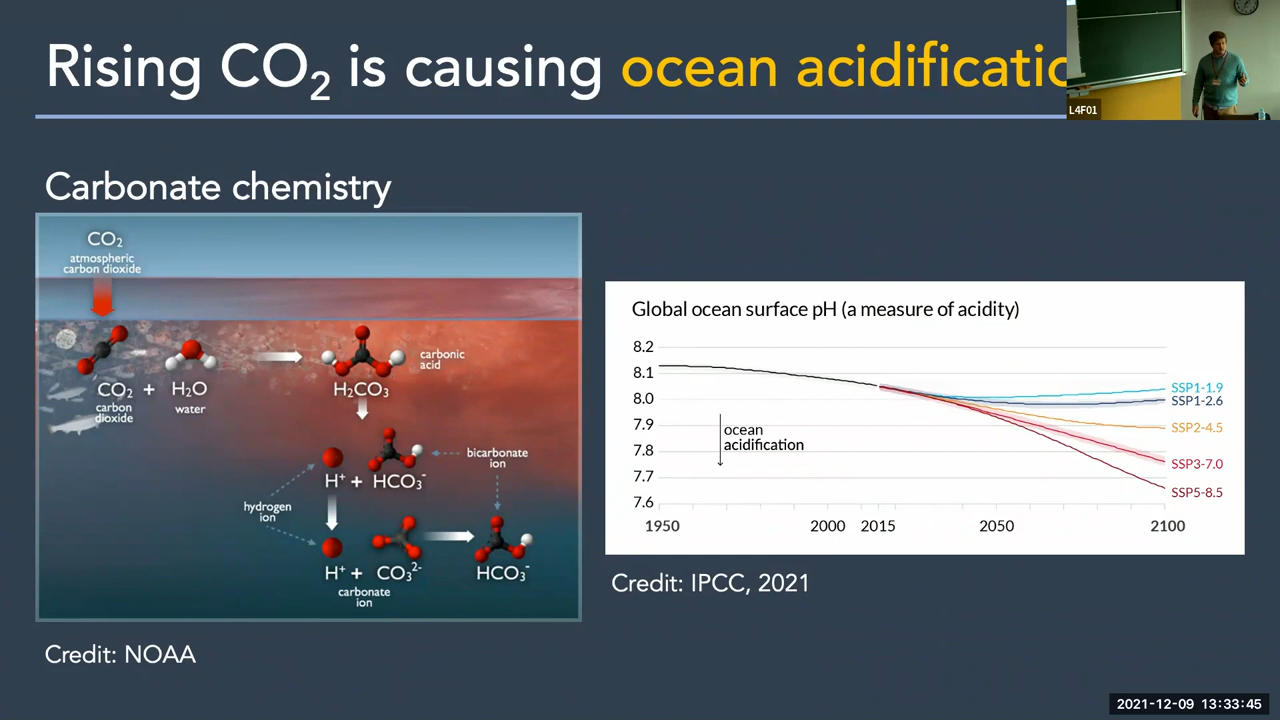 Rising CO₂ is causing ocean acidificatio
L4F01
Carbonate chemistry
CO₂
atmospheric
carbon dioxide
CO₂ + H₂O
carbon
dioxide
water
H₂CO₃
carbonic
acid
H⁺ + HCO₃⁻
bicarbonate
ion
hydrogen
ion
H⁺ + CO₃²⁻
carbonate
ion
HCO₃⁻
Credit: NOAA
Global ocean surface pH (a measure of acidity)
8.2
8.1
8.0
7.9
7.8
7.7
7.6
ocean
acidification
SSP1-1.9
SSP1-2.6
SSP2-4.5
SSP3-7.0
SSP5-8.5
1950 2000 2015 2050 2100
Credit: IPCC, 2021
2021-12-09 13:33:45